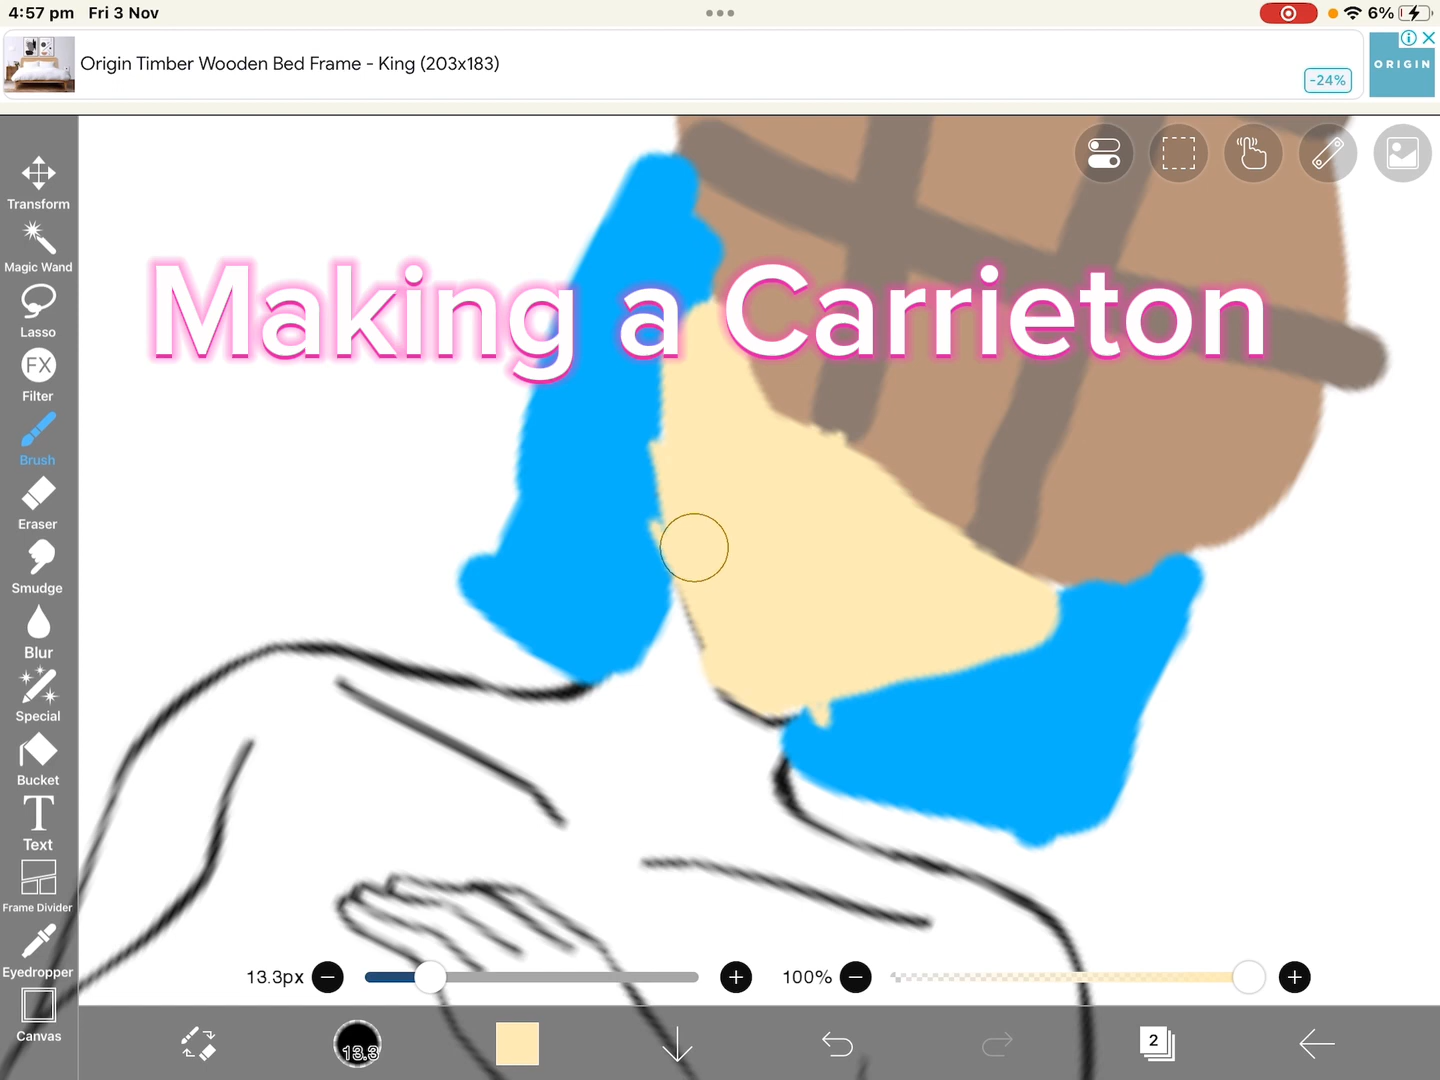 4:57 pm Fri 3 Nov
6%
Origin Timber Wooden Bed Frame - King (203x183)
-24%
ORIGIN
Transform
Magic Wand
Lasso
FX
Filter
Brush
Eraser
Smudge
Blur
Special
Bucket
T
Text
Frame Divider
Eyedropper
Canvas
Making a Carrieton
13.3px
100%
13.3
2